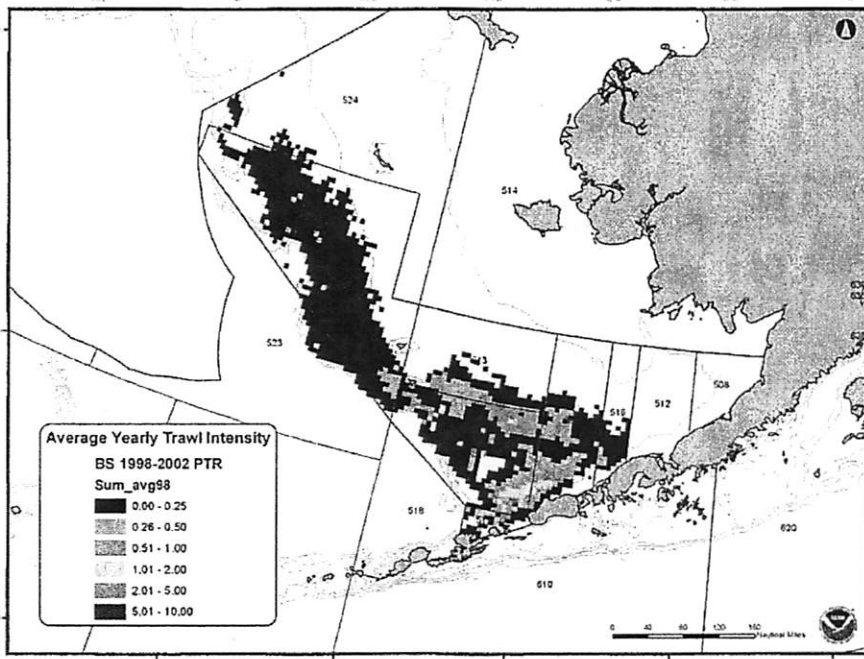 524
514
523
513
516
512
508
Average Yearly Trawl Intensity
BS 1998-2002 PTR
Sum_avg98
0.00 - 0.25
0.26 - 0.50
0.51 - 1.00
1.01 - 2.00
2.01 - 5.00
5.01 - 10.00
518
610
620
0 40 80 120 160
Nautical Miles